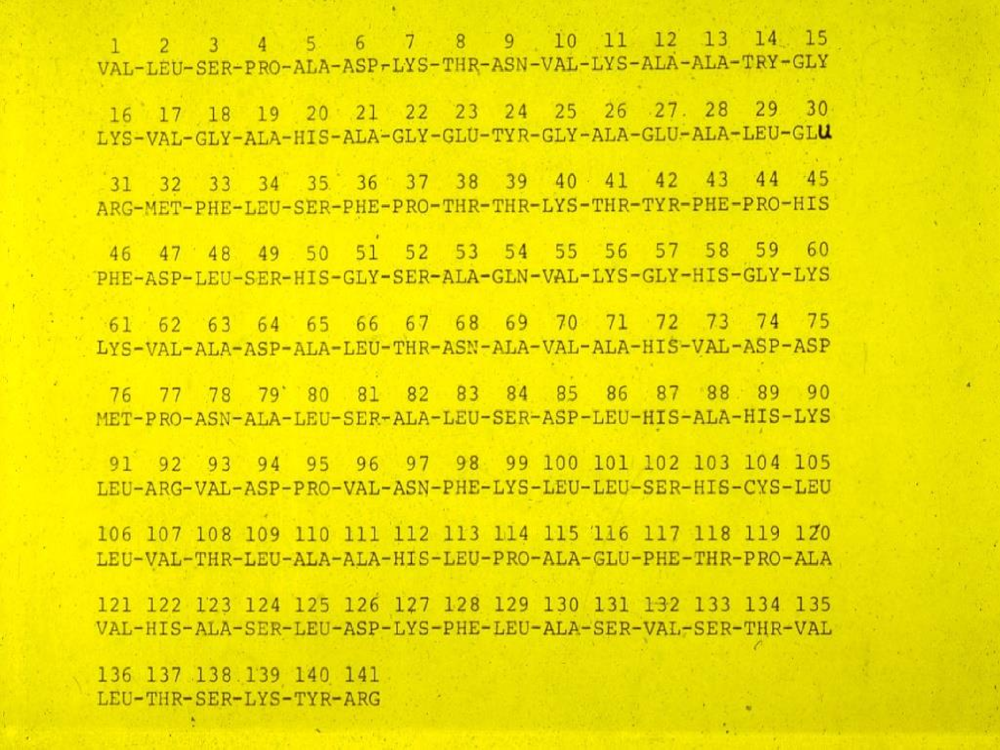 1 2 3 4 5 6 7 8 9 10 11 12 13 14 15
VAL-LEU-SER-PRO-ALA-ASP-LYS-THR-ASN-VAL-LYS-ALA-ALA-TRY-GLY
16 17 18 19 20 21 22 23 24 25 26 27 28 29 30
LYS-VAL-GLY-ALA-HIS-ALA-GLY-GLU-TYR-GLY-ALA-GLU-ALA-LEU-GLu
31 32 33 34 35 36 37 38 39 40 41 42 43 44 45
ARG-MET-PHE-LEU-SER-PHE-PRO-THR-THR-LYS-THR-TYR-PHE-PRO-HIS
46 47 48 49 50 51 52 53 54 55 56 57 58 59 60
PHE-ASP-LEU-SER-HIS-GLY-SER-ALA-GLN-VAL-LYS-GLY-HIS-GLY-LYS
61 62 63 64 65 66 67 68 69 70 71 72 73 74 75
LYS-VAL-ALA-ASP-ALA-LEU-THR-ASN-ALA-VAL-ALA-HIS-VAL-ASP-ASP
76 77 78 79 80 81 82 83 84 85 86 87 88 89 90
MET-PRO-ASN-ALA-LEU-SER-ALA-LEU-SER-ASP-LEU-HIS-ALA-HIS-LYS
91 92 93 94 95 96 97 98 99 100 101 102 103 104 105
LEU-ARG-VAL-ASP-PRO-VAL-ASN-PHE-LYS-LEU-LEU-SER-HIS-CYS-LEU
106 107 108 109 110 111 112 113 114 115 116 117 118 119 120
LEU-VAL-THR-LEU-ALA-ALA-HIS-LEU-PRO-ALA-GLU-PHE-THR-PRO-ALA
121 122 123 124 125 126 127 128 129 130 131 132 133 134 135
VAL-HIS-ALA-SER-LEU-ASP-LYS-PHE-LEU-ALA-SER-VAL-SER-THR-VAL
136 137 138 139 140 141
LEU-THR-SER-LYS-TYR-ARG